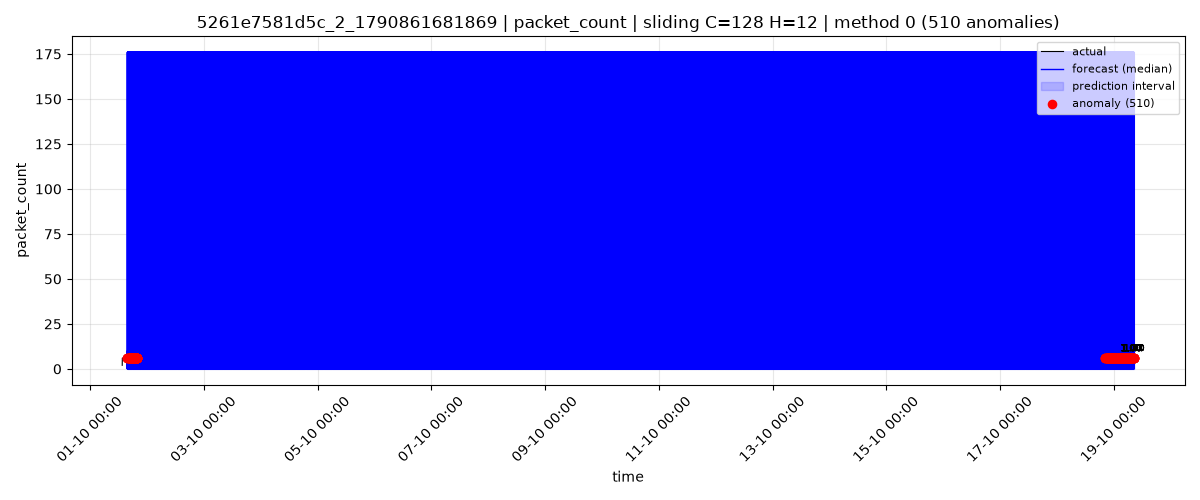 5261e7581d5c_2_1790861681869 | packet_count | sliding C=128 H=12 | method 0 (510 anomalies)
packet_count
175
150
125
100
75
50
25
0
actual
forecast (median)
prediction interval
anomaly (510)
01-10 00:00
03-10 00:00
05-10 00:00
07-10 00:00
09-10 00:00
11-10 00:00
13-10 00:00
15-10 00:00
17-10 00:00
19-10 00:00
time